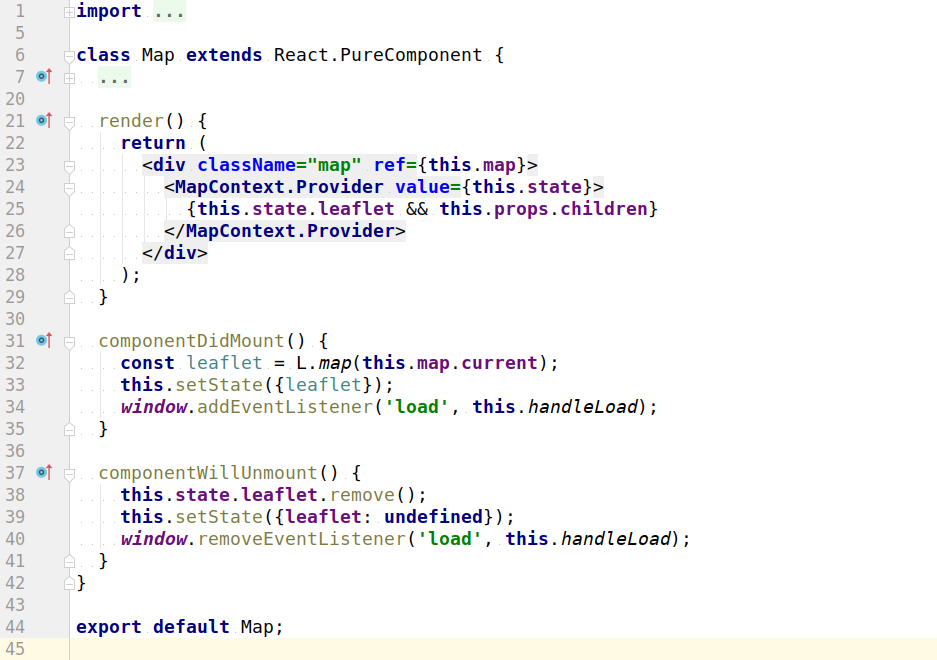 1 import ...
5
6 class Map extends React.PureComponent {
7 ...
20
21 render() {
22 return (
23 <div className="map" ref={this.map}>
24 <MapContext.Provider value={this.state}>
25 {this.state.leaflet && this.props.children}
26 </MapContext.Provider>
27 </div>
28 );
29 }
30
31 componentDidMount() {
32 const leaflet = L.map(this.map.current);
33 this.setState({leaflet});
34 window.addEventListener('load', this.handleLoad);
35 }
36
37 componentWillUnmount() {
38 this.state.leaflet.remove();
39 this.setState({leaflet: undefined});
40 window.removeEventListener('load', this.handleLoad);
41 }
42 }
43
44 export default Map;
45